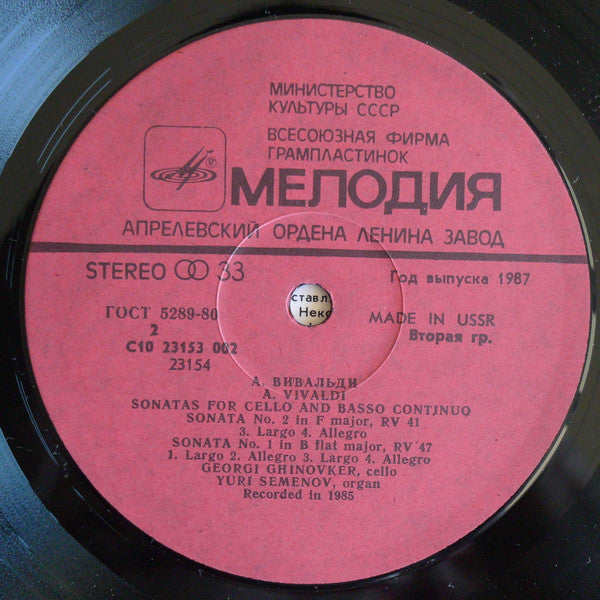 МИНИСТЕРСТВО
КУЛЬТУРЫ СССР
ВСЕСОЮЗНАЯ ФИРМА
ГРАМПЛАСТИНОК
®
МЕЛОДИЯ
АПРЕЛЕВСКИЙ ОРДЕНА ЛЕНИНА ЗАВОД
STEREO 33
Год выпуска 1987
ставл
Неко
ГОСТ 5289-80
MADE IN USSR
2
Вторая гр.
С10 23153 002
23154
А. ВИВАЛЬДИ
A. VIVALDI
SONATAS FOR CELLO AND BASSO CONTINUO
SONATA No. 2 in F major, RV 41
3. Largo 4. Allegro
SONATA No. 1 in B flat major, RV 47
1. Largo 2. Allegro 3. Largo 4. Allegro
GEORGI GHINOVKER, cello
YURI SEMENOV, organ
Recorded in 1985